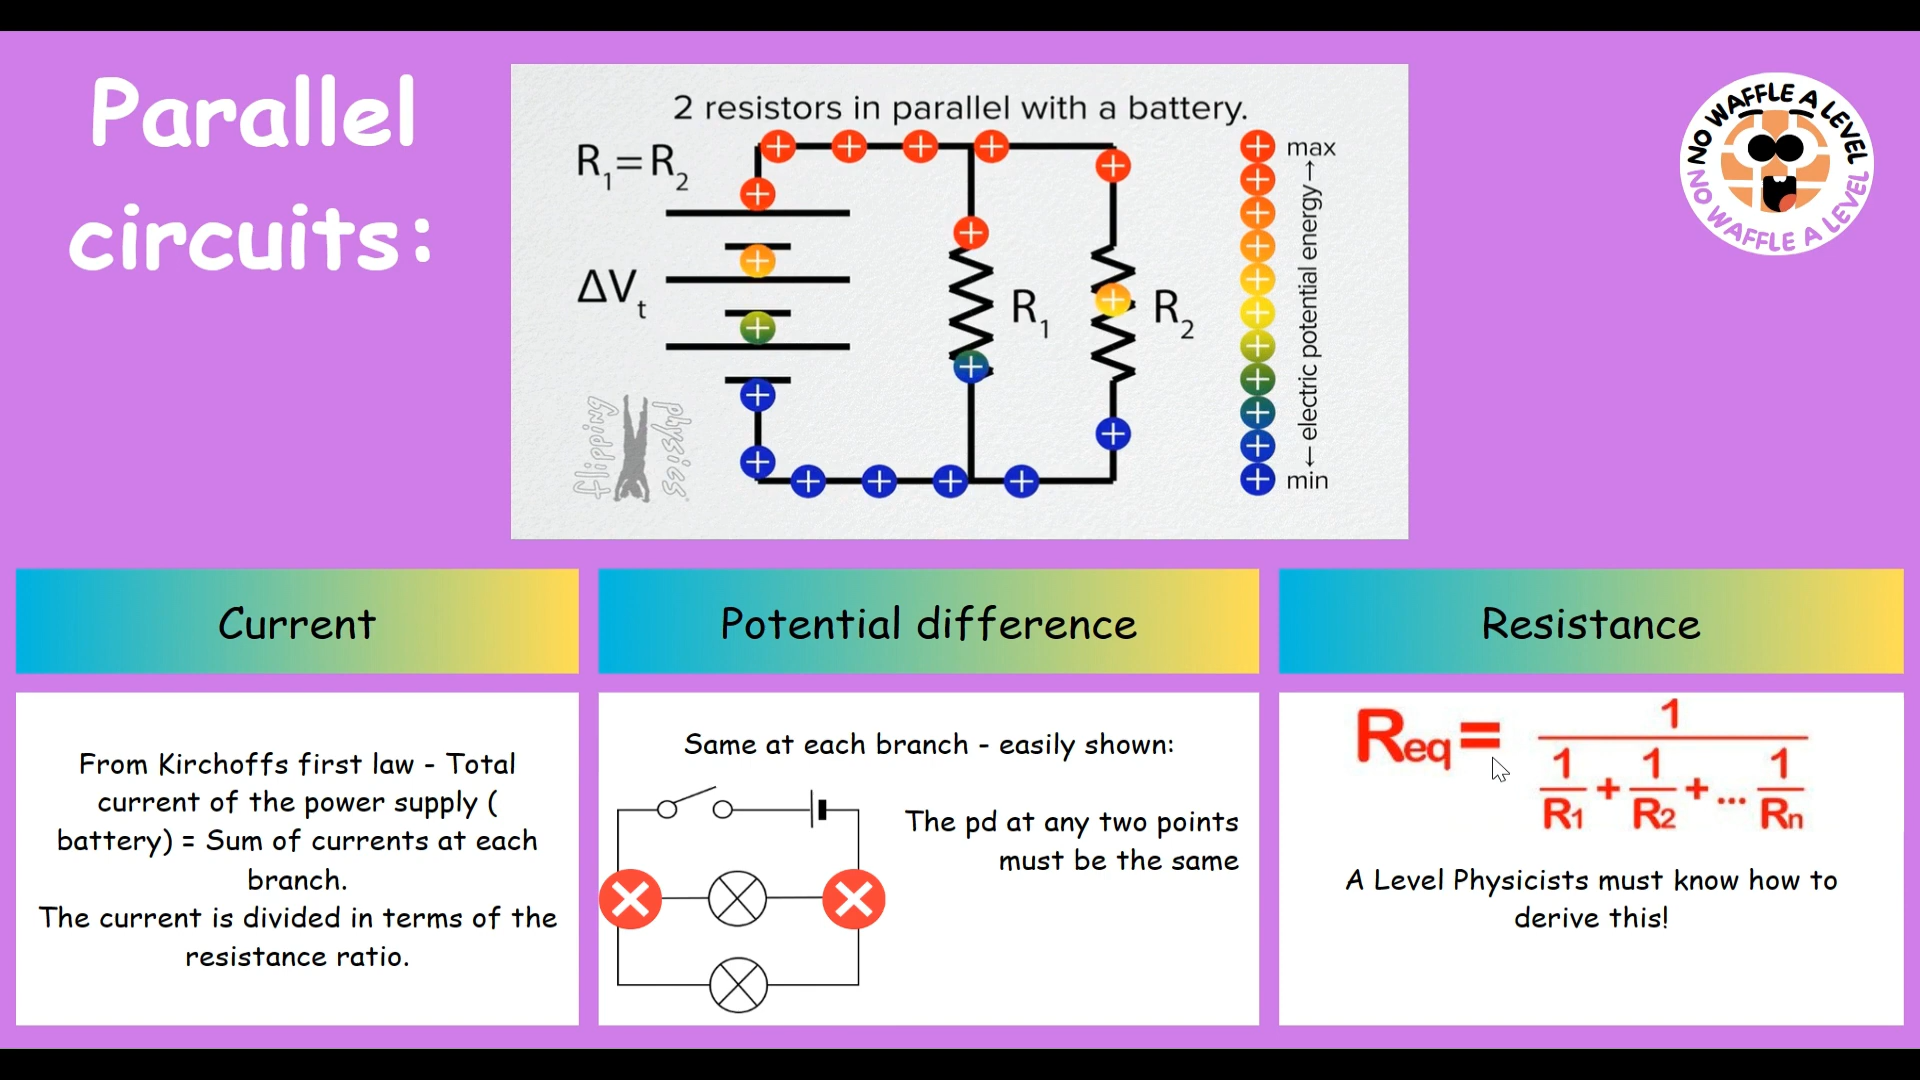 Parallel
circuits:
2 resistors in parallel with a battery.
R1=R2
ΔVt
R1
R2
max
← electric potential energy →
min
flipping
physics
NO WAFFLE A LEVEL
NO WAFFLE A LEVEL
Current
From Kirchoffs first law - Total
current of the power supply (
battery) = Sum of currents at each
branch.
The current is divided in terms of the
resistance ratio.
Potential difference
Same at each branch - easily shown:
The pd at any two points
must be the same
Resistance
Req = 1 / (1/R1 + 1/R2 + ... 1/Rn)
A Level Physicists must know how to
derive this!